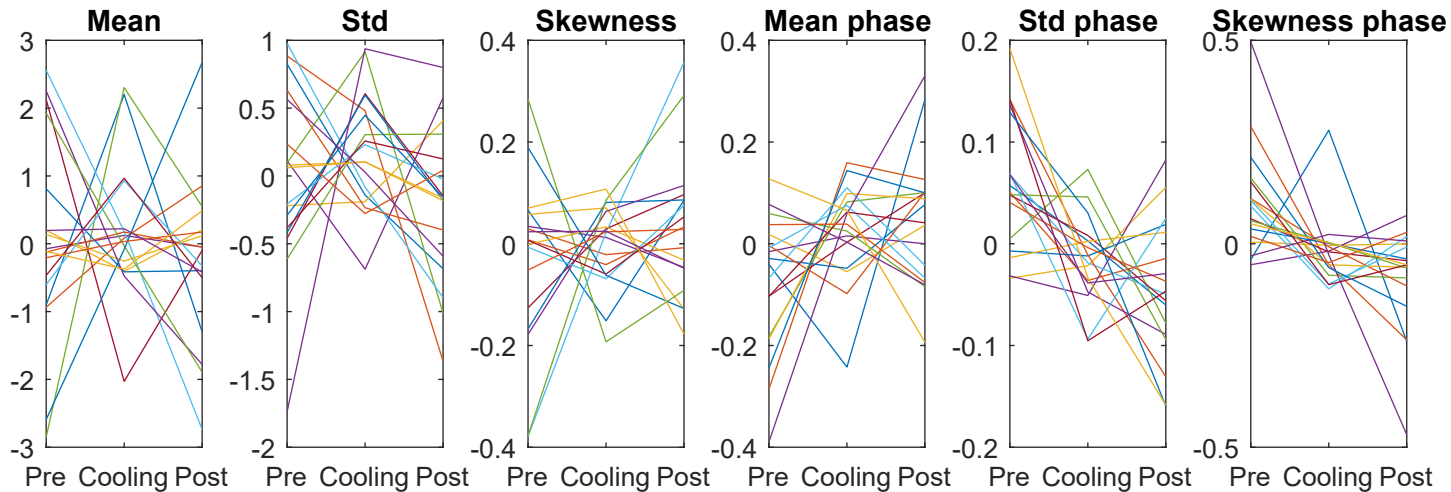 Mean
3
2
1
0
-1
-2
-3
Pre Cooling Post
Std
1
0.5
0
-0.5
-1
-1.5
-2
Pre Cooling Post
Skewness
0.4
0.2
0
-0.2
-0.4
Pre Cooling Post
Mean phase
0.4
0.2
0
-0.2
-0.4
Pre Cooling Post
Std phase
0.2
0.1
0
-0.1
-0.2
Pre Cooling Post
Skewness phase
0.5
0
-0.5
Pre Cooling Post